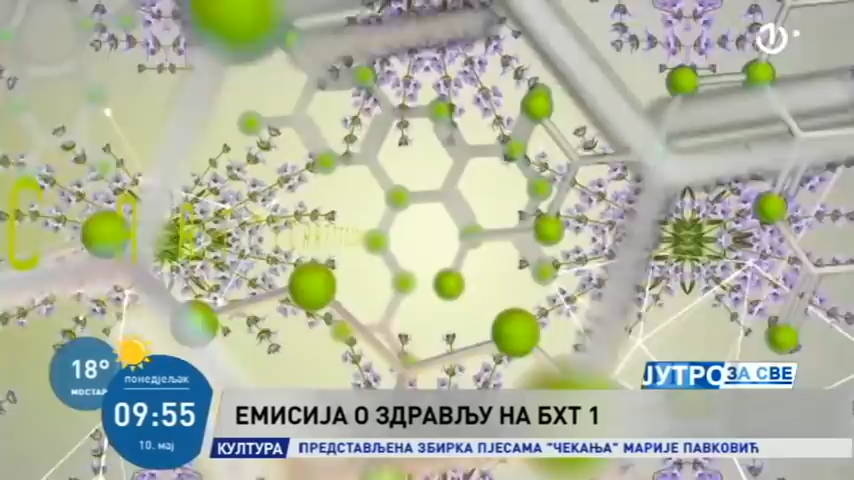 18°
МОСТАР
понедјељак
09:55
10. мај
ЈУТРО ЗА СВЕ
ЕМИСИЈА О ЗДРАВЉУ НА БХТ 1
КУЛТУРА
ПРЕДСТАВЉЕНА ЗБИРКА ПЈЕСАМА "ЧЕКАЊА" МАРИЈЕ ПАВКОВИЋ